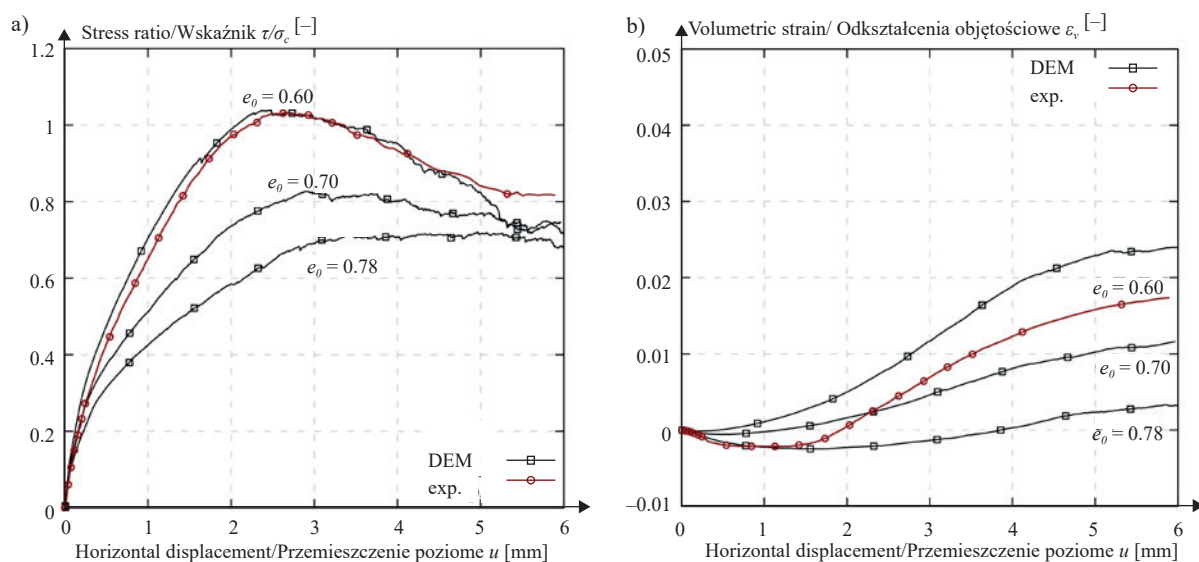 a)
Stress ratio/Wskaźnik τ/σc [–]
1.2
1
0.8
0.6
0.4
0.2
0
0 1 2 3 4 5 6
e0 = 0.60
e0 = 0.70
e0 = 0.78
DEM
exp.
Horizontal displacement/Przemieszczenie poziome u [mm]
b)
Volumetric strain/ Odkształcenia objętościowe εv [–]
0.05
0.04
0.03
0.02
0.01
0
–0.01
0 1 2 3 4 5 6
DEM
exp.
e0 = 0.60
e0 = 0.70
e0 = 0.78
Horizontal displacement/Przemieszczenie poziome u [mm]